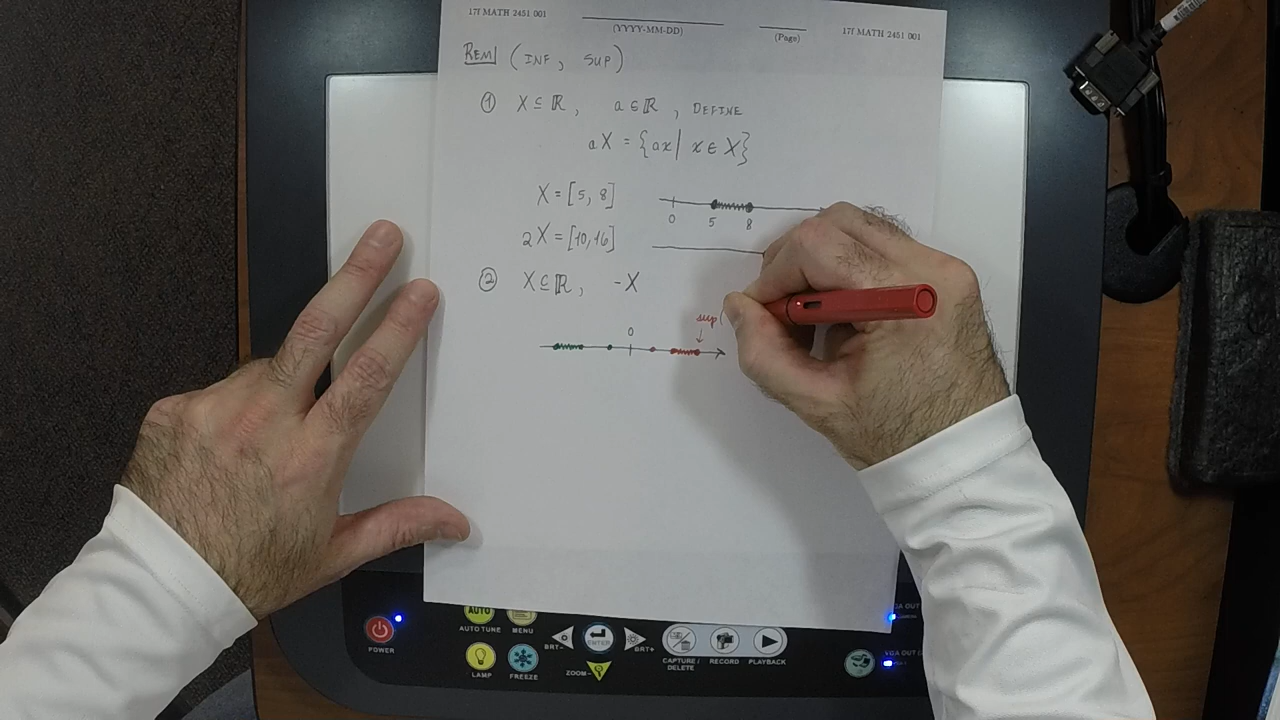 17f MATH 2451 001 (YYYY-MM-DD) (Page) 17f MATH 2451 001
REM (INF, SUP)
① X ⊆ ℝ, a ∈ ℝ, DEFINE
aX = {ax | x ∈ X}
X = [5, 8]
0 5 8
2X = [10, 16]
② X ⊆ ℝ, -X
sup(
0
↓
POWER
AUTO
AUTO TUNE
MENU
BRT-
ENTER
BRT+
LAMP
FREEZE
ZOOM-
CAPTURE / DELETE
RECORD
PLAYBACK